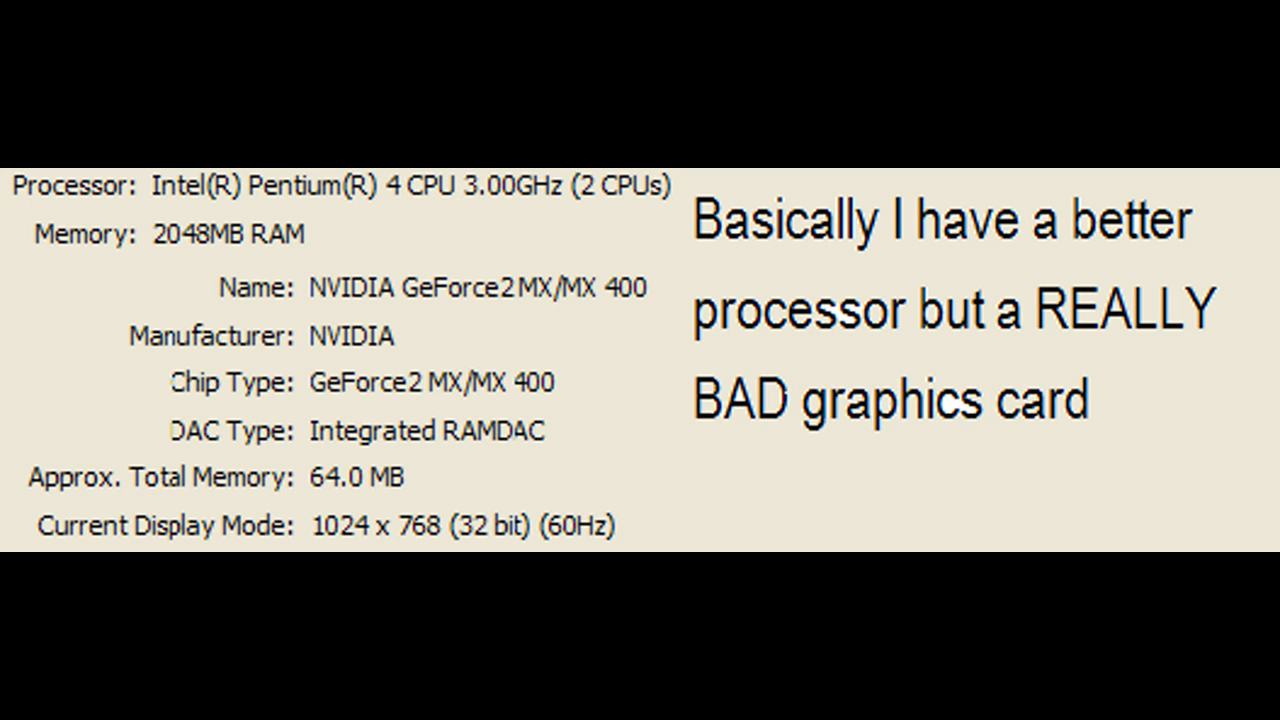 Processor: Intel(R) Pentium(R) 4 CPU 3.00GHz (2 CPUs)
Memory: 2048MB RAM
Name: NVIDIA GeForce2 MX/MX 400
Manufacturer: NVIDIA
Chip Type: GeForce2 MX/MX 400
DAC Type: Integrated RAMDAC
Approx. Total Memory: 64.0 MB
Current Display Mode: 1024 x 768 (32 bit) (60Hz)
Basically I have a better
processor but a REALLY
BAD graphics card